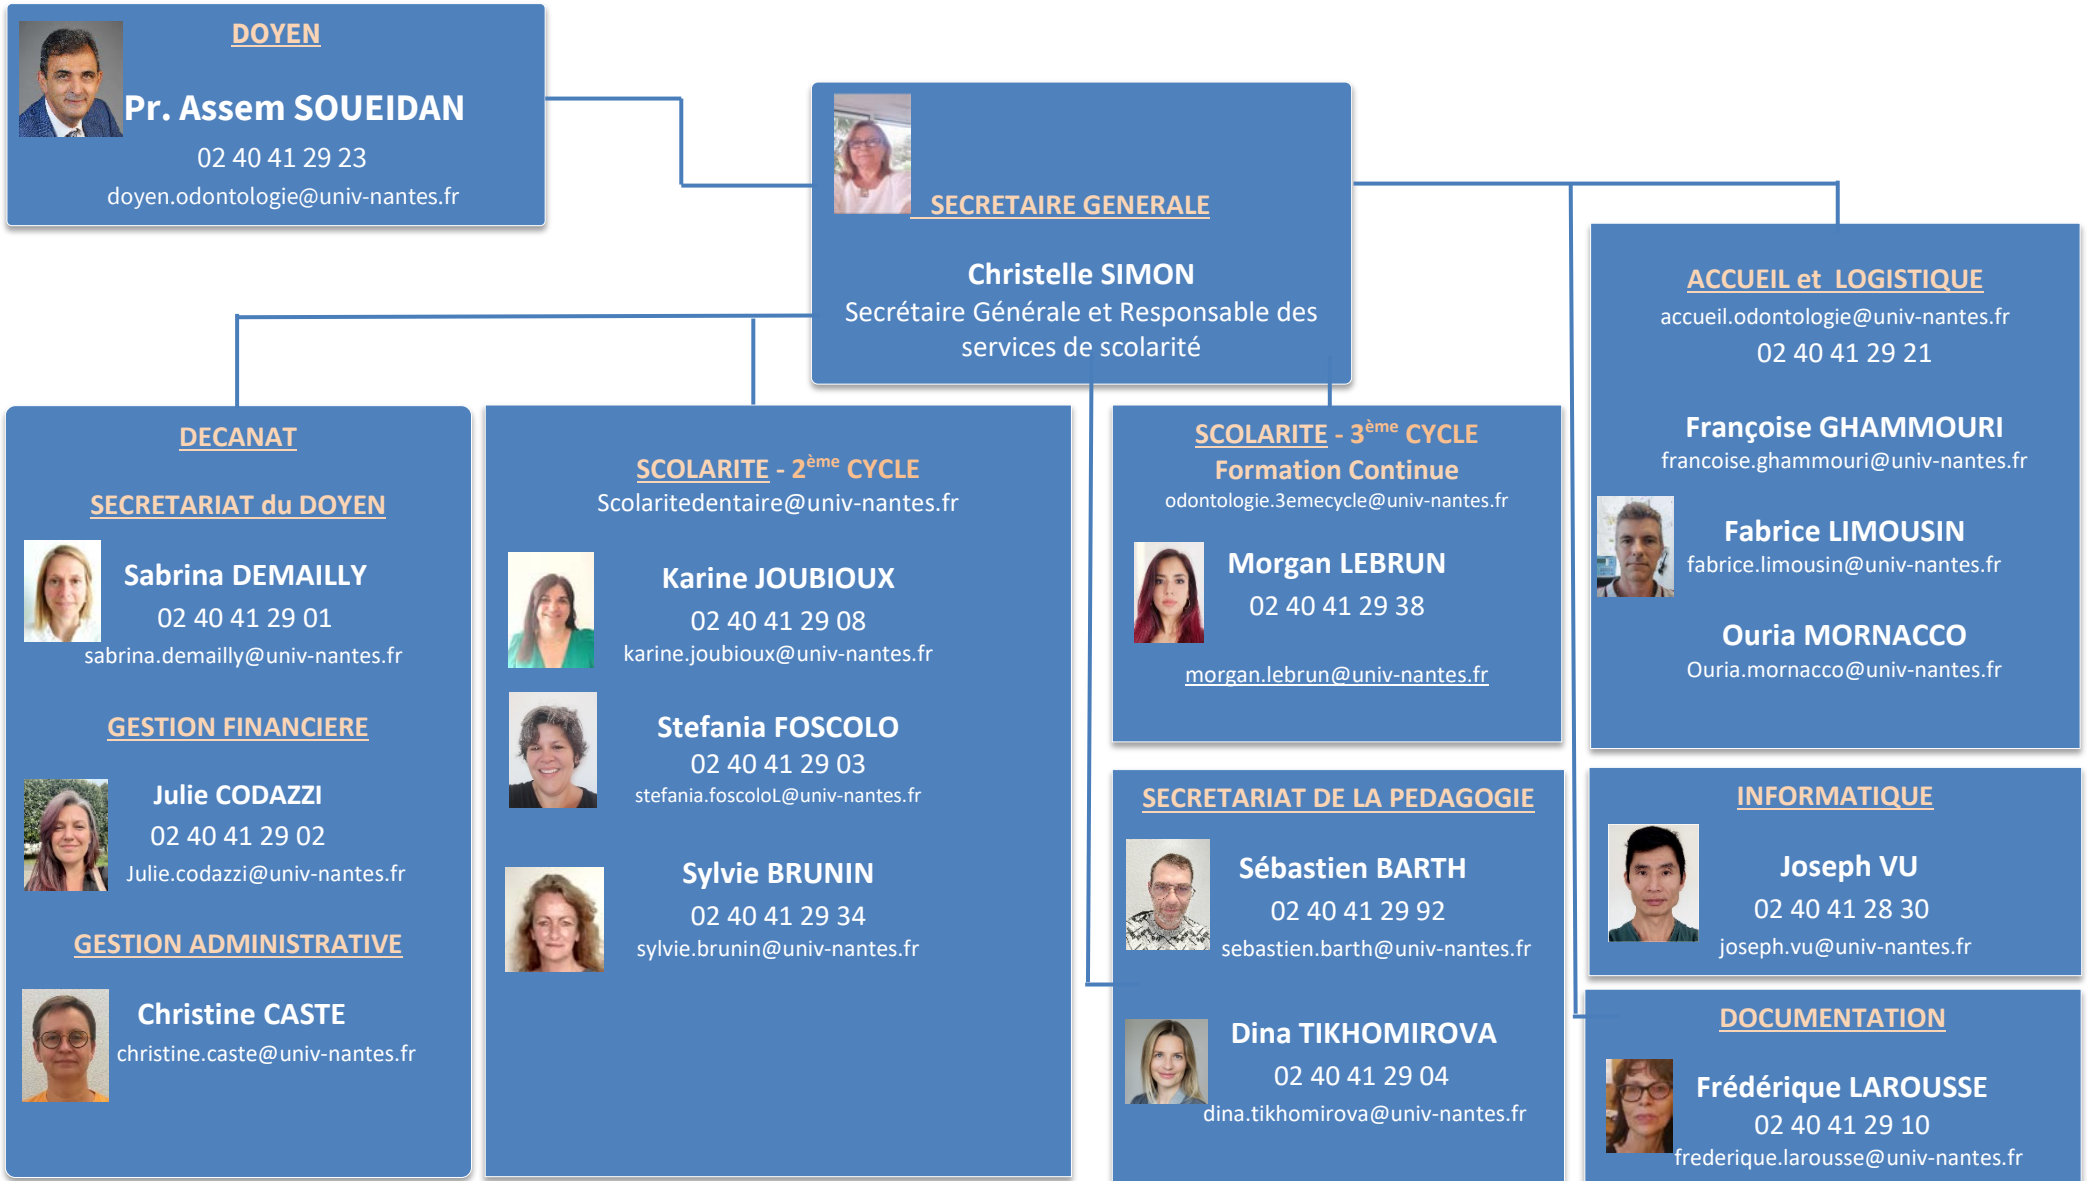 DOYEN
Pr. Assem SOUEIDAN
02 40 41 29 23
doyen.odontologie@univ-nantes.fr
SECRETAIRE GENERALE
Christelle SIMON
Secrétaire Générale et Responsable des
services de scolarité
DECANAT
SECRETARIAT du DOYEN
Sabrina DEMAILLY
02 40 41 29 01
sabrina.demailly@univ-nantes.fr
GESTION FINANCIERE
Julie CODAZZI
02 40 41 29 02
Julie.codazzi@univ-nantes.fr
GESTION ADMINISTRATIVE
Christine CASTE
christine.caste@univ-nantes.fr
SCOLARITE - 2ème CYCLE
Scolaritedentaire@univ-nantes.fr
Karine JOUBIOUX
02 40 41 29 08
karine.joubioux@univ-nantes.fr
Stefania FOSCOLO
02 40 41 29 03
stefania.foscoloL@univ-nantes.fr
Sylvie BRUNIN
02 40 41 29 34
sylvie.brunin@univ-nantes.fr
SCOLARITE - 3ème CYCLE
Formation Continue
odontologie.3emecycle@univ-nantes.fr
Morgan LEBRUN
02 40 41 29 38
morgan.lebrun@univ-nantes.fr
SECRETARIAT DE LA PEDAGOGIE
Sébastien BARTH
02 40 41 29 92
sebastien.barth@univ-nantes.fr
Dina TIKHOMIROVA
02 40 41 29 04
dina.tikhomirova@univ-nantes.fr
ACCUEIL et LOGISTIQUE
accueil.odontologie@univ-nantes.fr
02 40 41 29 21
Françoise GHAMMOURI
francoise.ghammouri@univ-nantes.fr
Fabrice LIMOUSIN
fabrice.limousin@univ-nantes.fr
Ouria MORNACCO
Ouria.mornacco@univ-nantes.fr
INFORMATIQUE
Joseph VU
02 40 41 28 30
joseph.vu@univ-nantes.fr
DOCUMENTATION
Frédérique LAROUSSE
02 40 41 29 10
frederique.larousse@univ-nantes.fr